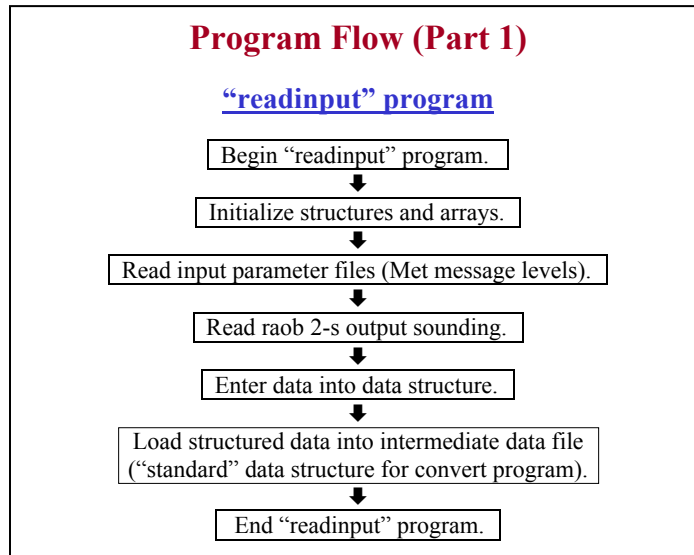 Program Flow (Part 1)
“readinput” program
Begin “readinput” program.
Initialize structures and arrays.
Read input parameter files (Met message levels).
Read raob 2-s output sounding.
Enter data into data structure.
Load structured data into intermediate data file
(“standard” data structure for convert program).
End “readinput” program.